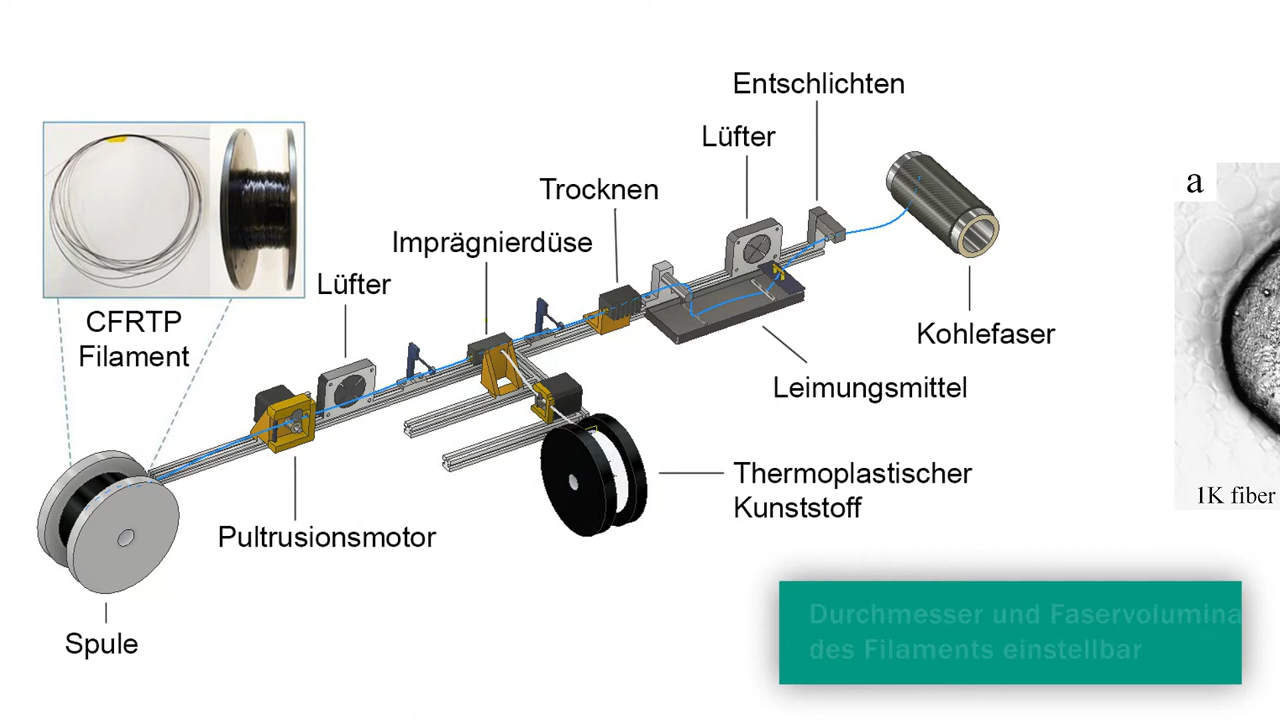 Entschlichten
Lüfter
Trocknen
Imprägnierdüse
Lüfter
CFRTP
Filament
Kohlefaser
Leimungsmittel
Thermoplastischer
Kunststoff
Pultrusionsmotor
Spule
a
1K fiber
Durchmesser und Faservolumina
des Filaments einstellbar